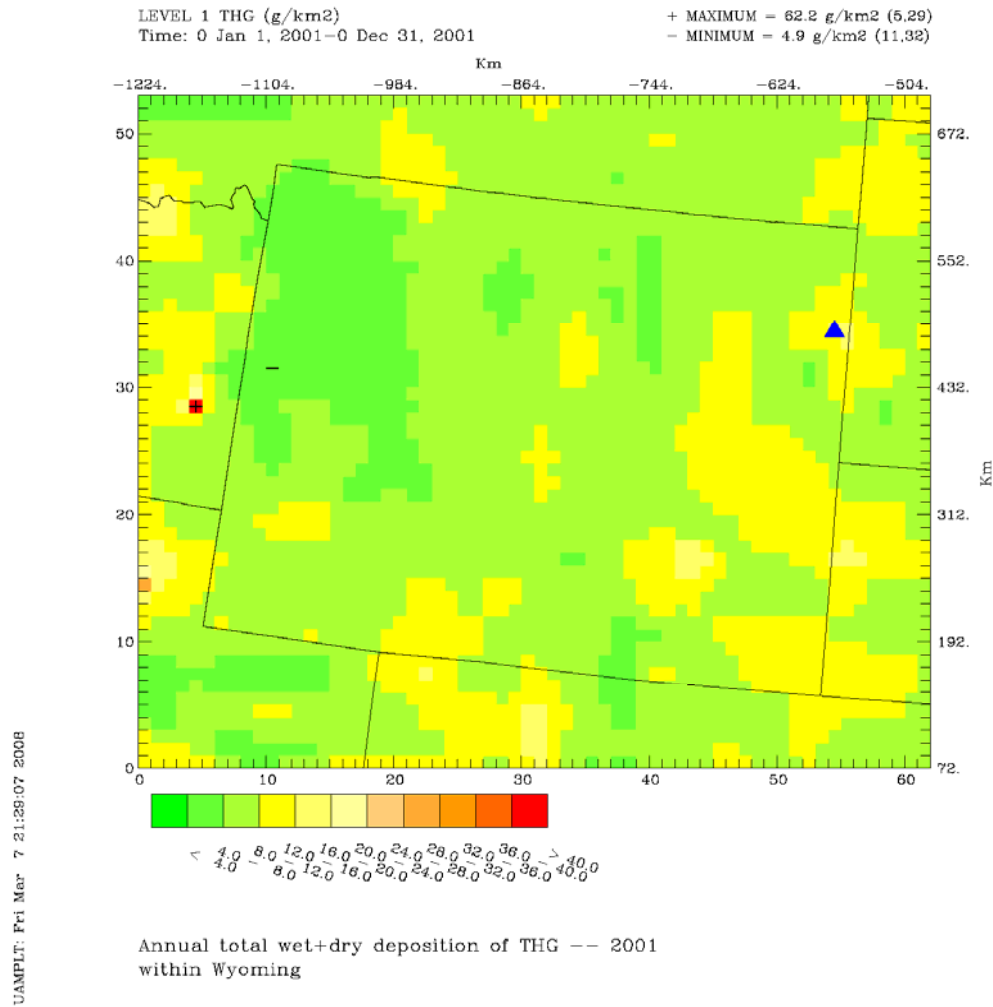 LEVEL 1 THG (g/km2)
Time: 0 Jan 1, 2001-0 Dec 31, 2001
+ MAXIMUM = 62.2 g/km2 (5,29)
- MINIMUM = 4.9 g/km2 (11,32)
Km
-1224. -1104. -984. -864. -744. -624. -504.
50 672.
40 552.
30 432.
Km
20 312.
10 192.
0 72.
0 10 20 30 40 50 60
< 4.0
4.0 - 8.0
8.0 - 12.0
12.0 - 16.0
16.0 - 20.0
20.0 - 24.0
24.0 - 28.0
28.0 - 32.0
32.0 - 36.0
36.0 - 40.0
> 40.0
Annual total wet+dry deposition of THG -- 2001
within Wyoming
UAMPLT: Fri Mar 7 21:29:07 2008